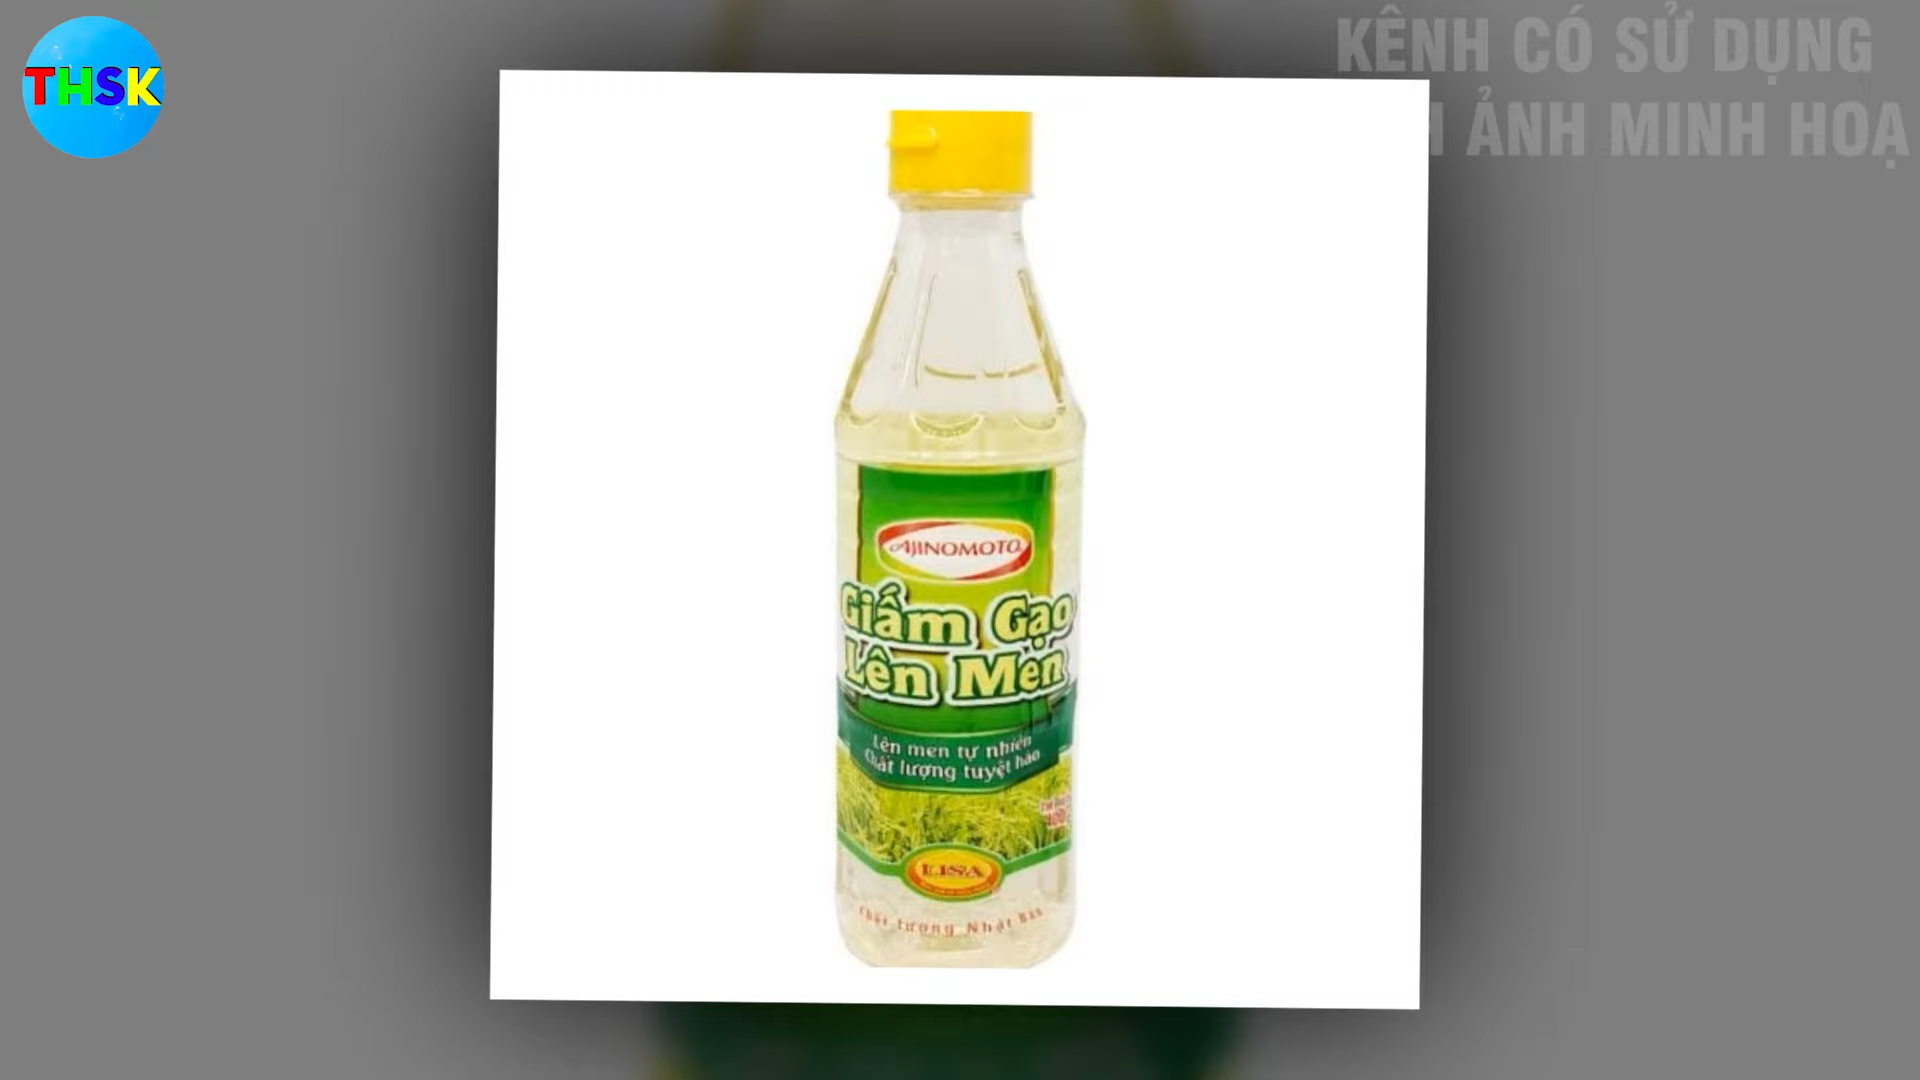 THSK
KÊNH CÓ SỬ DỤNG
ẢNH MINH HOẠ
AJINOMOTO
Giấm Gạo
Lên Men
Lên men tự nhiên
Chất lượng tuyệt hảo
LISA
Chất lượng Nhật Bản